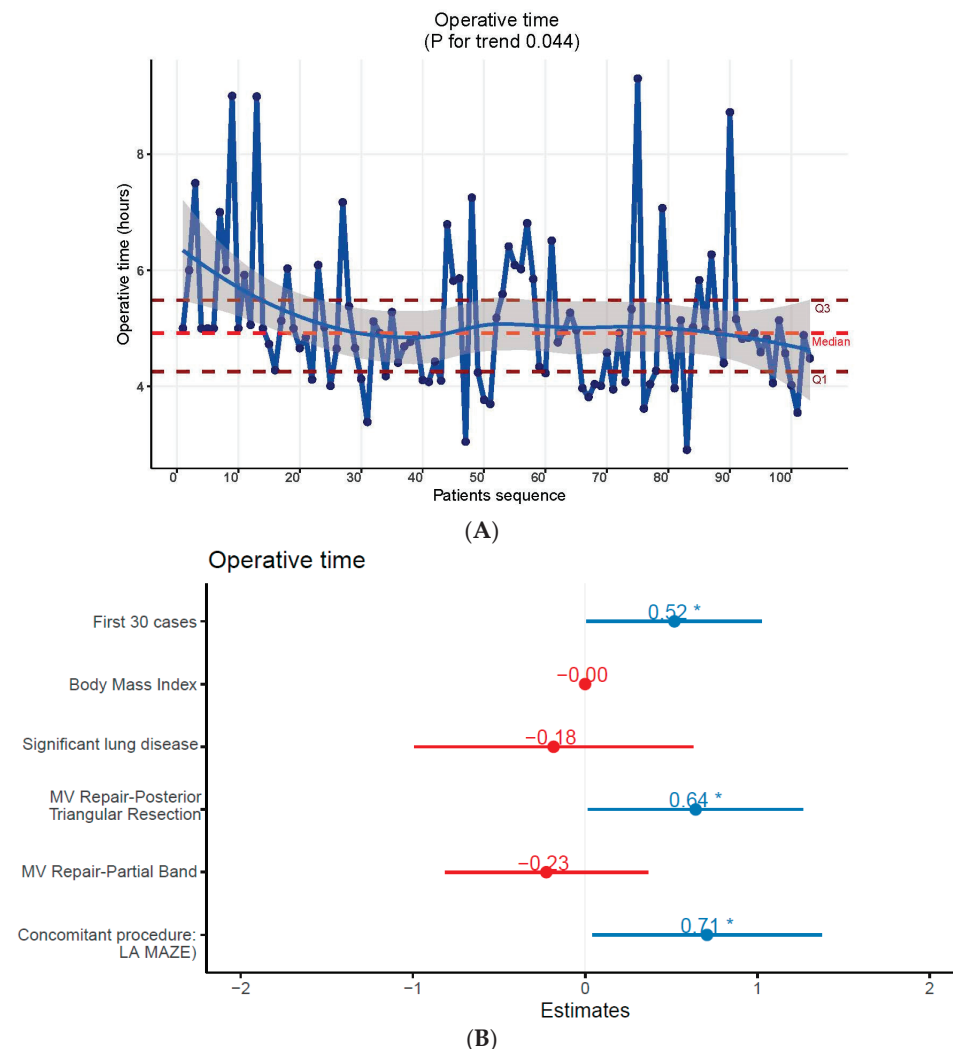 Operative time
(P for trend 0.044)
Operative time (hours)
8
6
4
Q3
Median
Q1
0 10 20 30 40 50 60 70 80 90 100
Patients sequence
(A)
Operative time
First 30 cases
0.52 *
Body Mass Index
−0.00
Significant lung disease
−0.18
MV Repair-Posterior
Triangular Resection
0.64 *
MV Repair-Partial Band
−0.23
Concomitant procedure:
LA MAZE)
0.71 *
−2 −1 0 1 2
Estimates
(B)